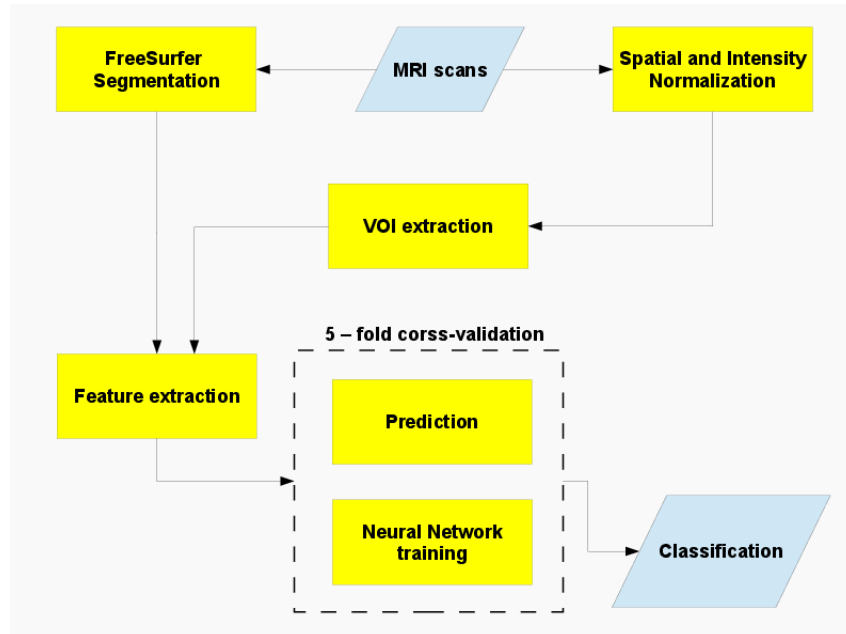 FreeSurfer
Segmentation
MRI scans
Spatial and Intensity
Normalization
VOI extraction
5 – fold corss-validation
Feature extraction
Prediction
Neural Network
training
Classification